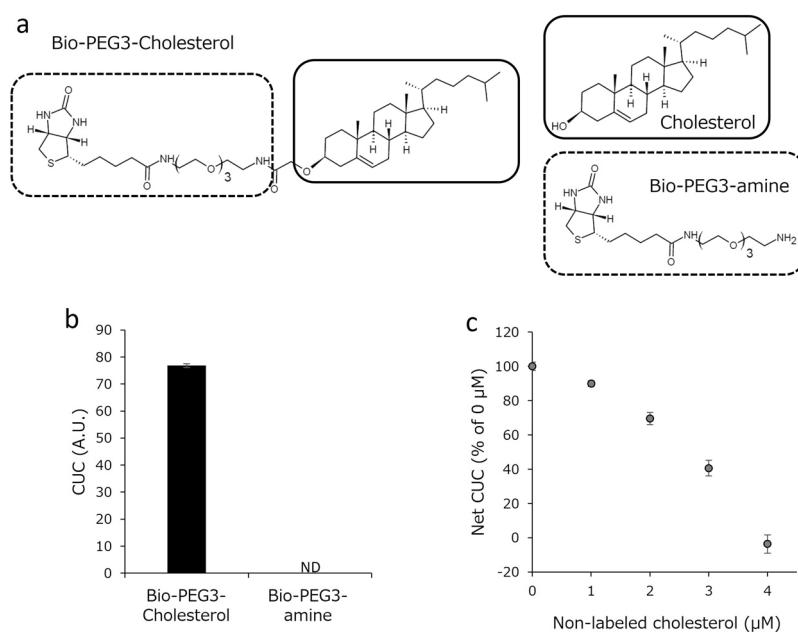 a
Bio-PEG3-Cholesterol
O
HN
NH
H
H
S
O
NH
O
3
NH
O
O
H
H
H
H
HO
H
H
H
Cholesterol
Bio-PEG3-amine
O
HN
NH
H
H
S
O
NH
O
3
NH2
b
CUC (A.U.)
90
80
70
60
50
40
30
20
10
0
ND
Bio-PEG3-
Cholesterol
Bio-PEG3-
amine
c
Net CUC (% of 0 µM)
120
100
80
60
40
20
0
-20
0 1 2 3 4
Non-labeled cholesterol (µM)